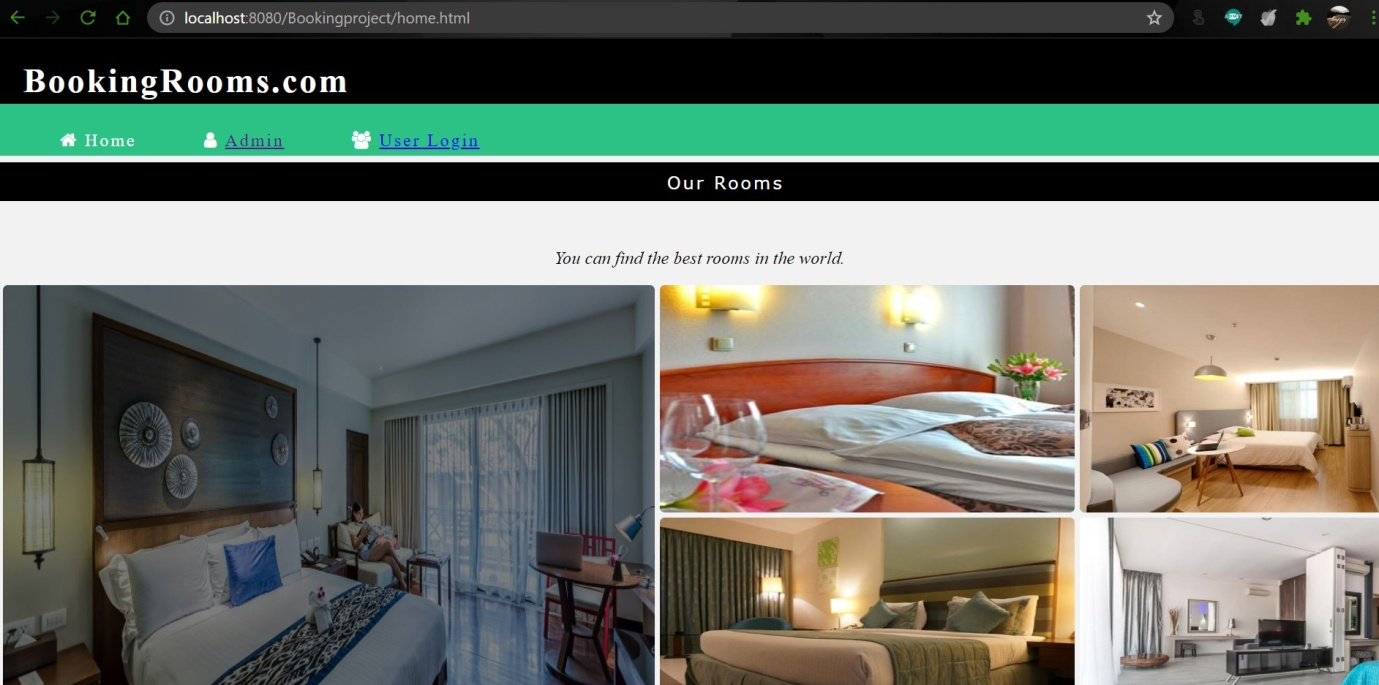 localhost:8080/Bookingproject/home.html
BookingRooms.com
Home Admin User Login
Our Rooms
You can find the best rooms in the world.